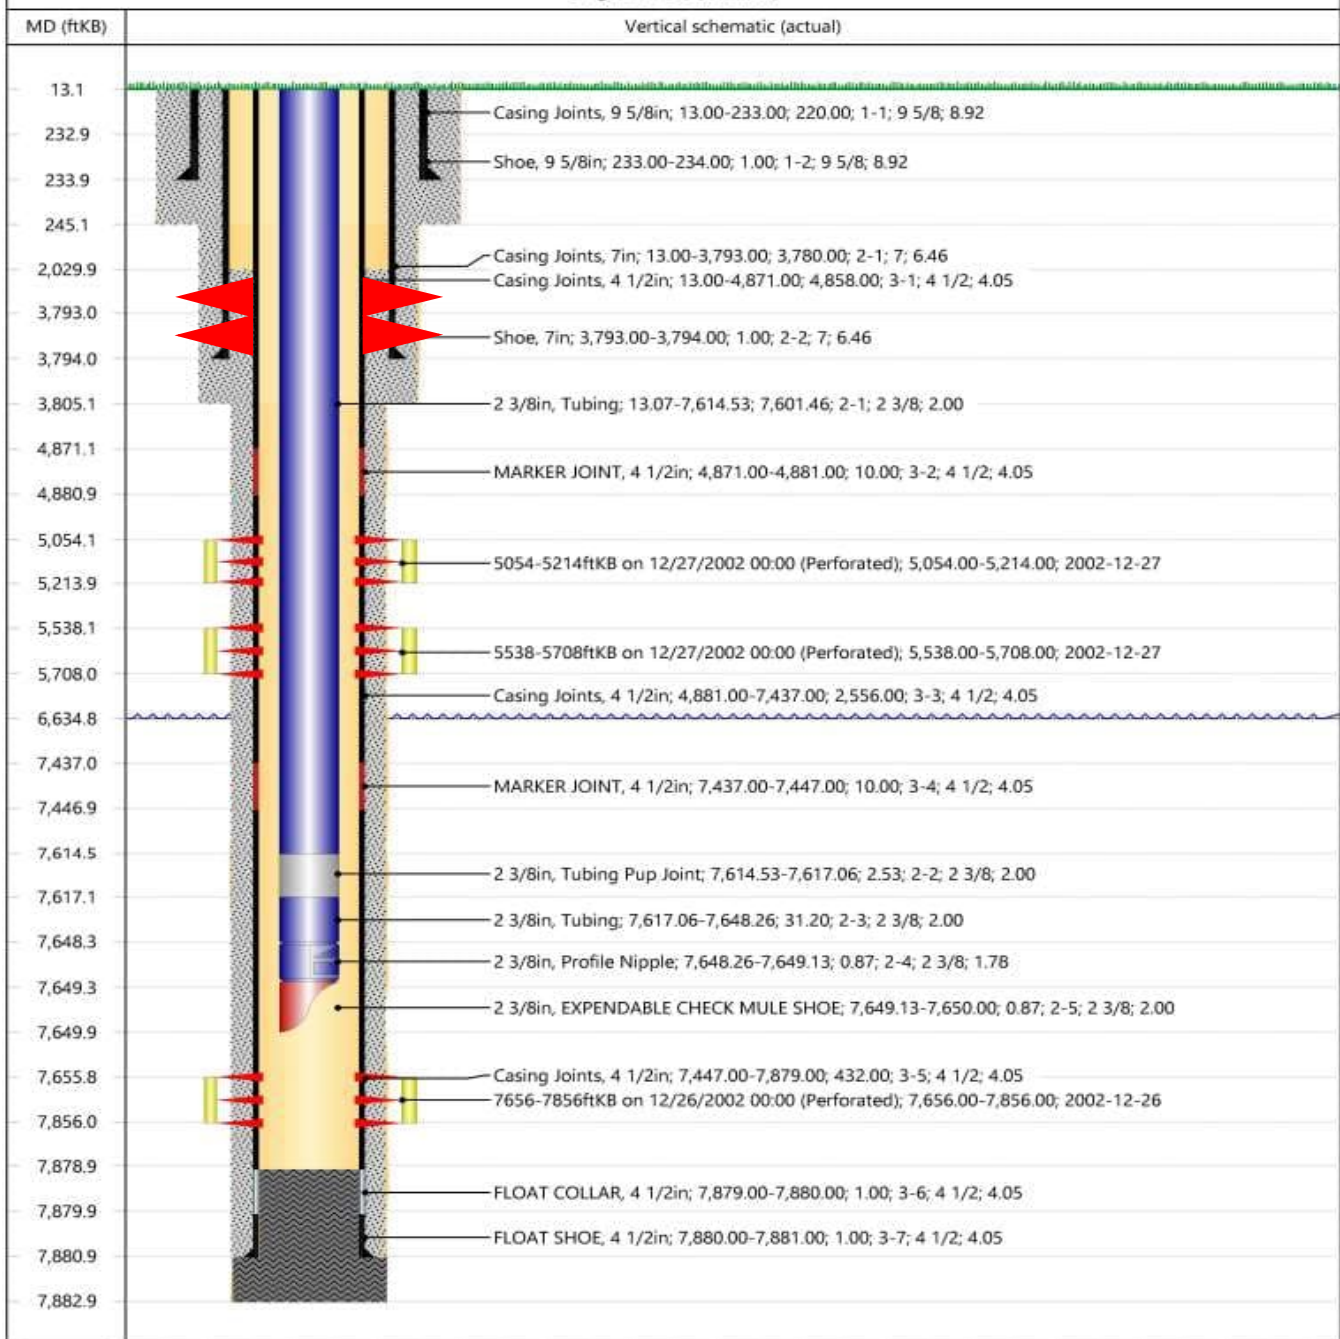 MD (ftKB)
Vertical schematic (actual)
13.1
Casing Joints, 9 5/8in; 13.00-233.00; 220.00; 1-1; 9 5/8; 8.92
232.9
Shoe, 9 5/8in; 233.00-234.00; 1.00; 1-2; 9 5/8; 8.92
233.9
245.1
Casing Joints, 7in; 13.00-3,793.00; 3,780.00; 2-1; 7; 6.46
2,029.9
Casing Joints, 4 1/2in; 13.00-4,871.00; 4,858.00; 3-1; 4 1/2; 4.05
3,793.0
Shoe, 7in; 3,793.00-3,794.00; 1.00; 2-2; 7; 6.46
3,794.0
2 3/8in, Tubing; 13.07-7,614.53; 7,601.46; 2-1; 2 3/8; 2.00
3,805.1
4,871.1
MARKER JOINT, 4 1/2in; 4,871.00-4,881.00; 10.00; 3-2; 4 1/2; 4.05
4,880.9
5,054.1
5054-5214ftKB on 12/27/2002 00:00 (Perforated); 5,054.00-5,214.00; 2002-12-27
5,213.9
5,538.1
5538-5708ftKB on 12/27/2002 00:00 (Perforated); 5,538.00-5,708.00; 2002-12-27
5,708.0
Casing Joints, 4 1/2in; 4,881.00-7,437.00; 2,556.00; 3-3; 4 1/2; 4.05
6,634.8
7,437.0
MARKER JOINT, 4 1/2in; 7,437.00-7,447.00; 10.00; 3-4; 4 1/2; 4.05
7,446.9
7,614.5
2 3/8in, Tubing Pup Joint; 7,614.53-7,617.06; 2.53; 2-2; 2 3/8; 2.00
7,617.1
2 3/8in, Tubing; 7,617.06-7,648.26; 31.20; 2-3; 2 3/8; 2.00
7,648.3
2 3/8in, Profile Nipple; 7,648.26-7,649.13; 0.87; 2-4; 2 3/8; 1.78
7,649.3
2 3/8in, EXPENDABLE CHECK MULE SHOE; 7,649.13-7,650.00; 0.87; 2-5; 2 3/8; 2.00
7,649.9
7,655.8
Casing Joints, 4 1/2in; 7,447.00-7,879.00; 432.00; 3-5; 4 1/2; 4.05
7656-7856ftKB on 12/26/2002 00:00 (Perforated); 7,656.00-7,856.00; 2002-12-26
7,856.0
7,878.9
FLOAT COLLAR, 4 1/2in; 7,879.00-7,880.00; 1.00; 3-6; 4 1/2; 4.05
7,879.9
FLOAT SHOE, 4 1/2in; 7,880.00-7,881.00; 1.00; 3-7; 4 1/2; 4.05
7,880.9
7,882.9